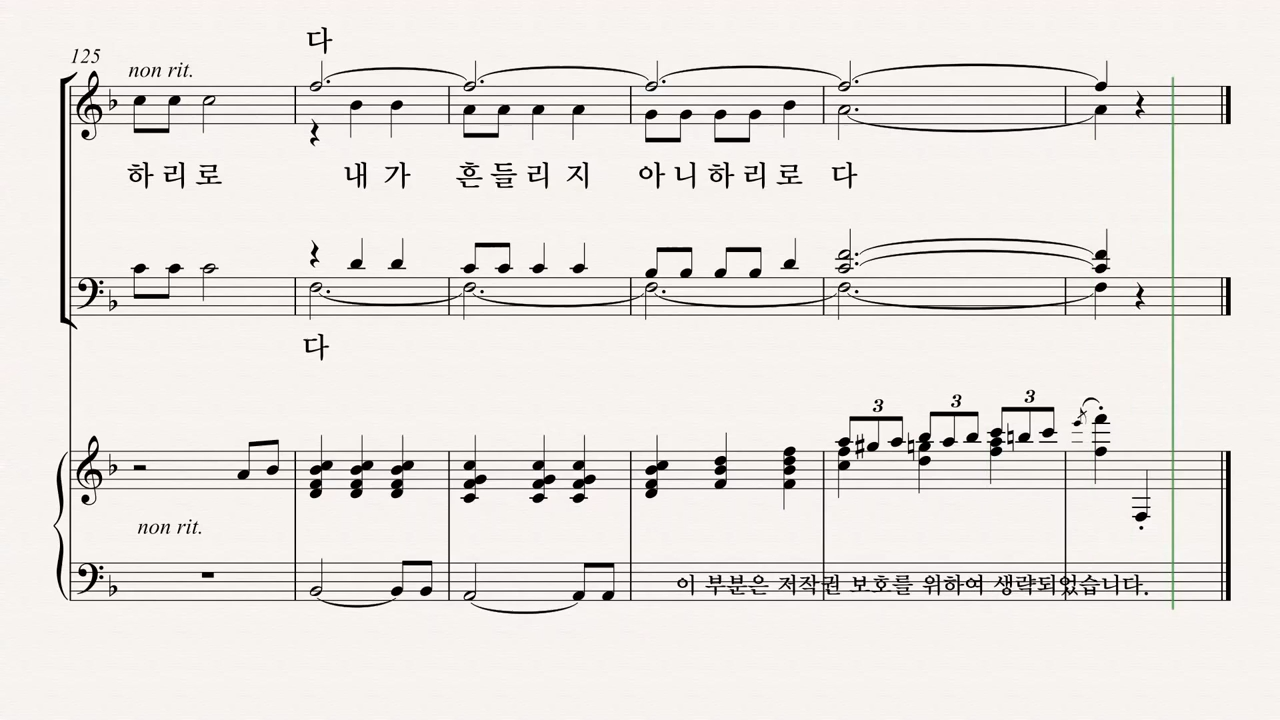 다
125
non rit.
하 리 로 내 가 흔 들 리 지 아 니 하 리 로 다
다
3 3 3
non rit.
이 부분은 저작권 보호를 위하여 생략되었습니다.